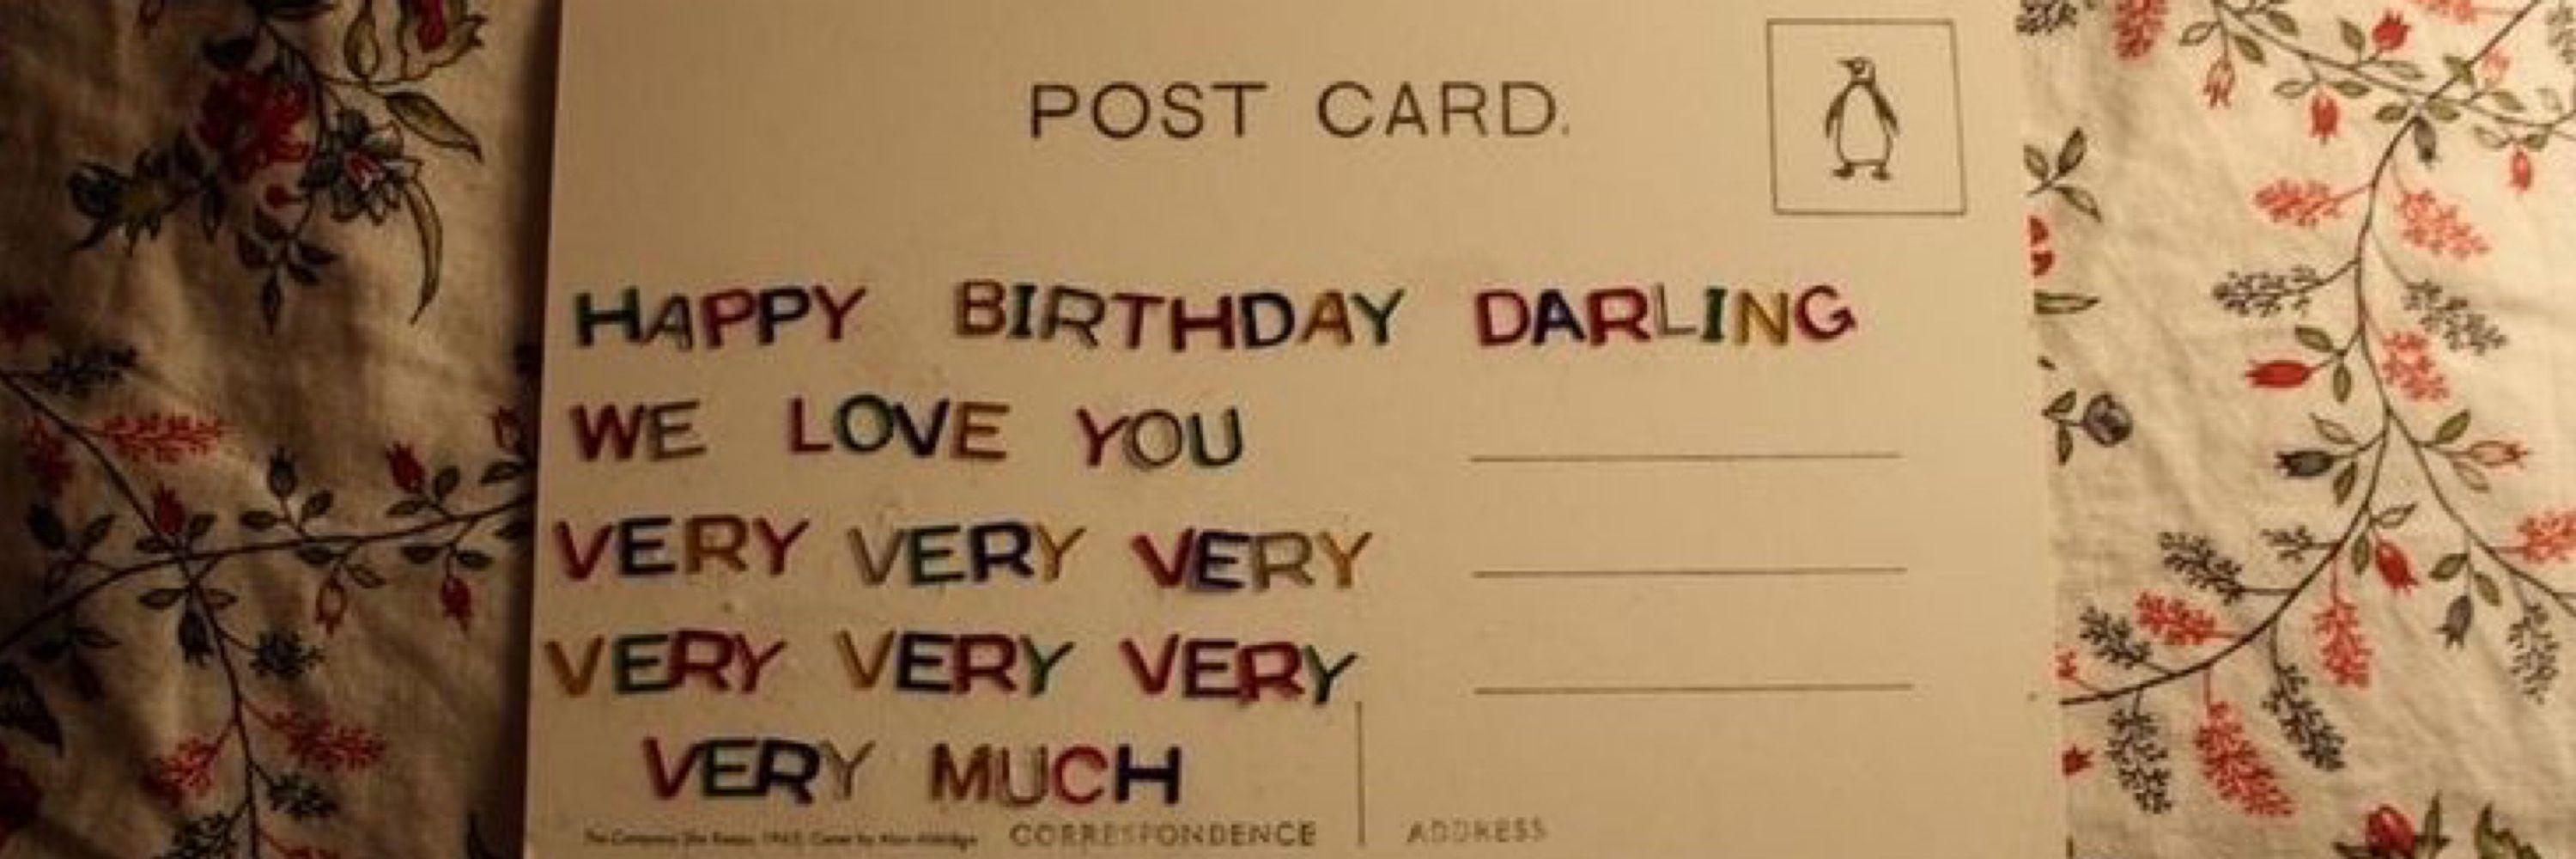 POST CARD.
HAPPY BIRTHDAY DARLING
WE LOVE YOU
VERY VERY VERY
VERY VERY VERY
VERY MUCH
CORRESPONDENCE
ADDRESS